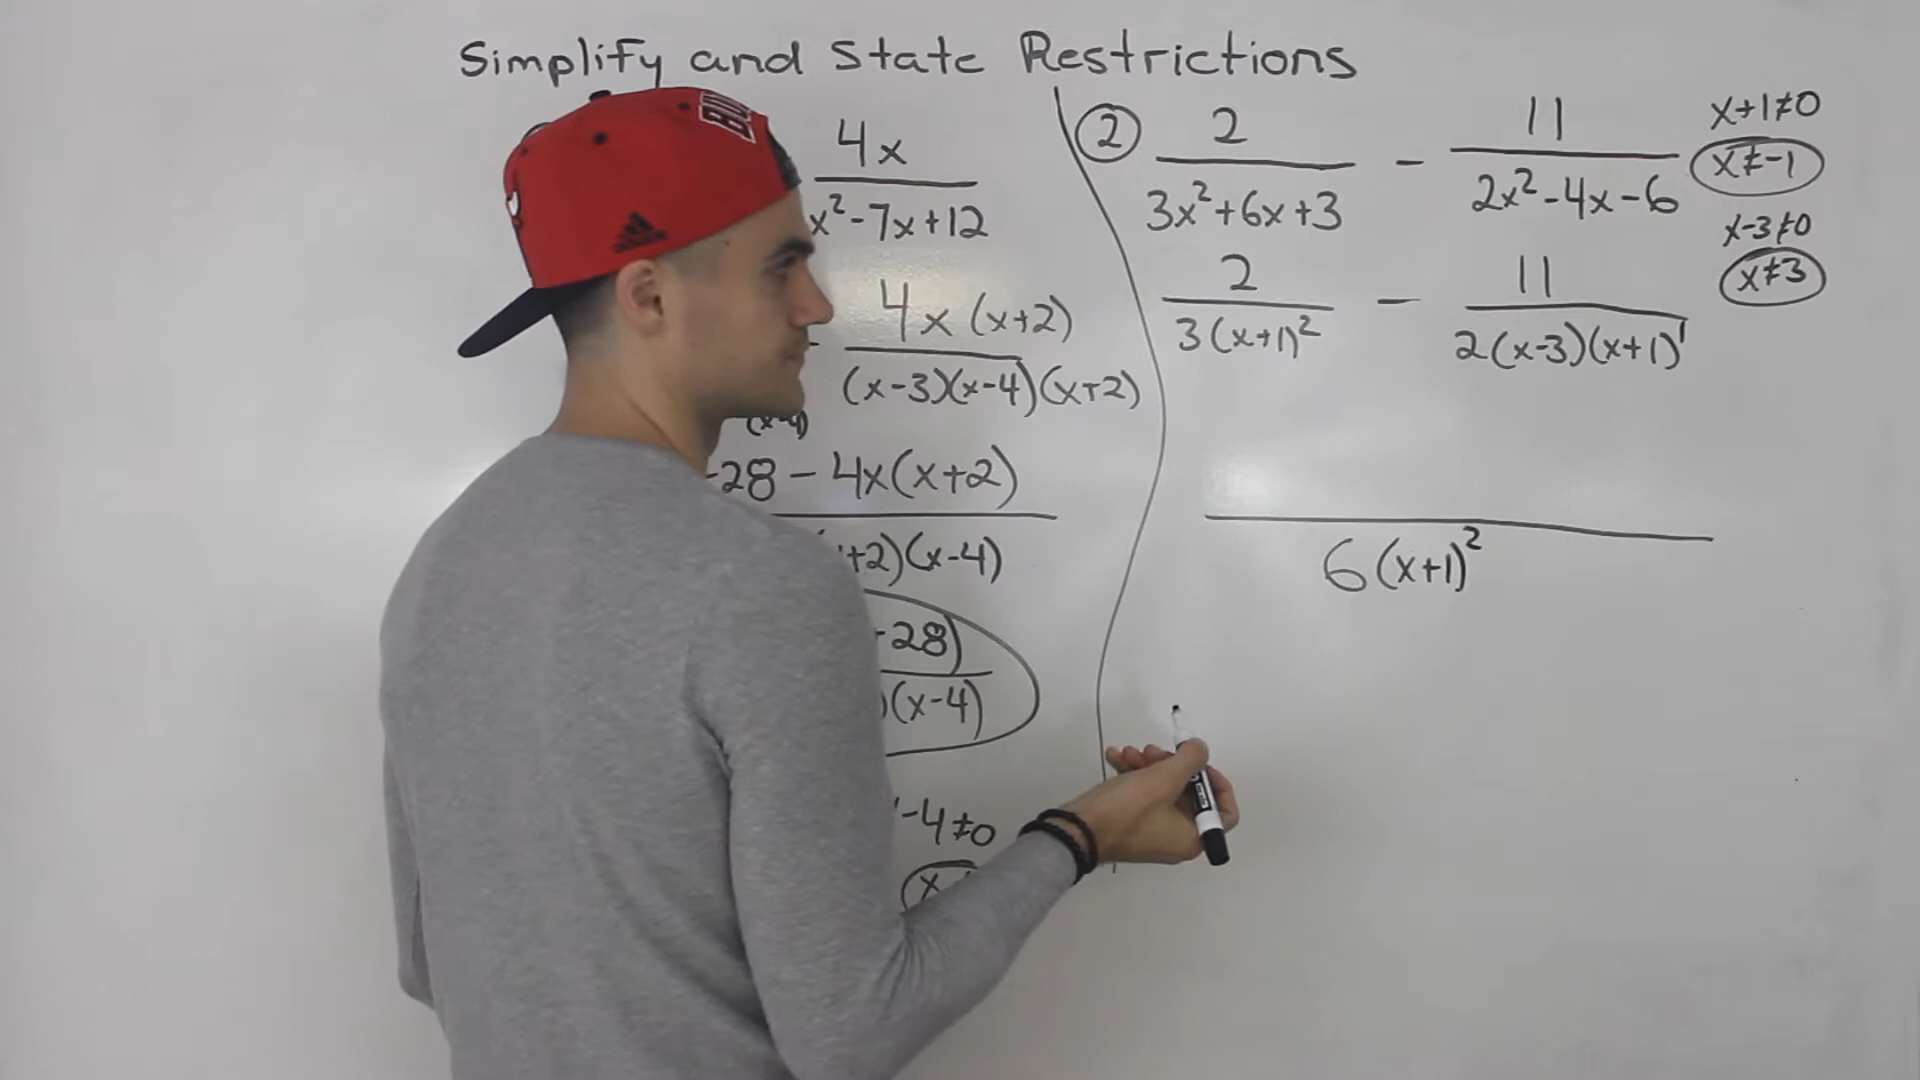 Simplify and State Restrictions
4x
x²-7x+12
4x(x+2)
(x-3)(x-4)(x+2)
(x-4)
-28-4x(x+2)
+2)(x-4)
-28)
)(x-4)
-4≠0
② 2 - 11
3x²+6x+3 2x²-4x-6
x+1≠0
x≠-1
x-3≠0
x≠3
2 - 11
3(x+1)² 2(x-3)(x+1)¹
6(x+1)²